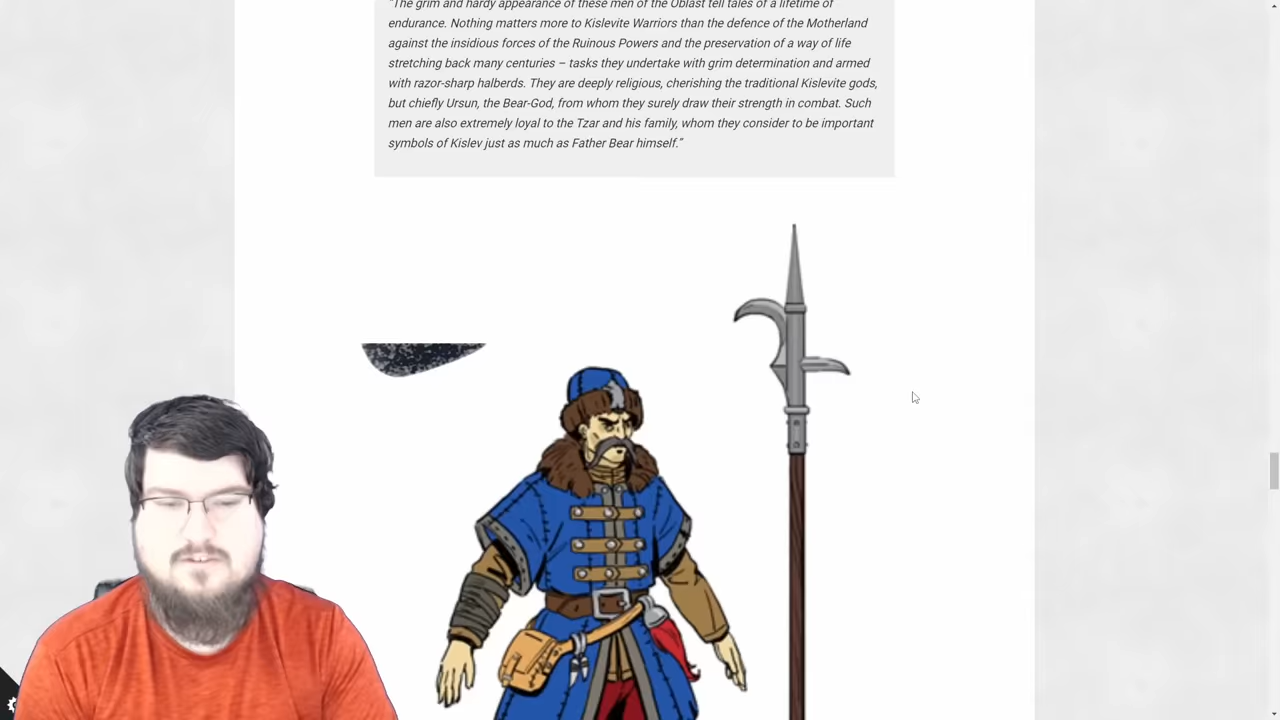 "The grim and hardy appearance of these men of the Oblast tell tales of a lifetime of
endurance. Nothing matters more to Kislevite Warriors than the defence of the Motherland
against the insidious forces of the Ruinous Powers and the preservation of a way of life
stretching back many centuries – tasks they undertake with grim determination and armed
with razor-sharp halberds. They are deeply religious, cherishing the traditional Kislevite gods,
but chiefly Ursun, the Bear-God, from whom they surely draw their strength in combat. Such
men are also extremely loyal to the Tzar and his family, whom they consider to be important
symbols of Kislev just as much as Father Bear himself."